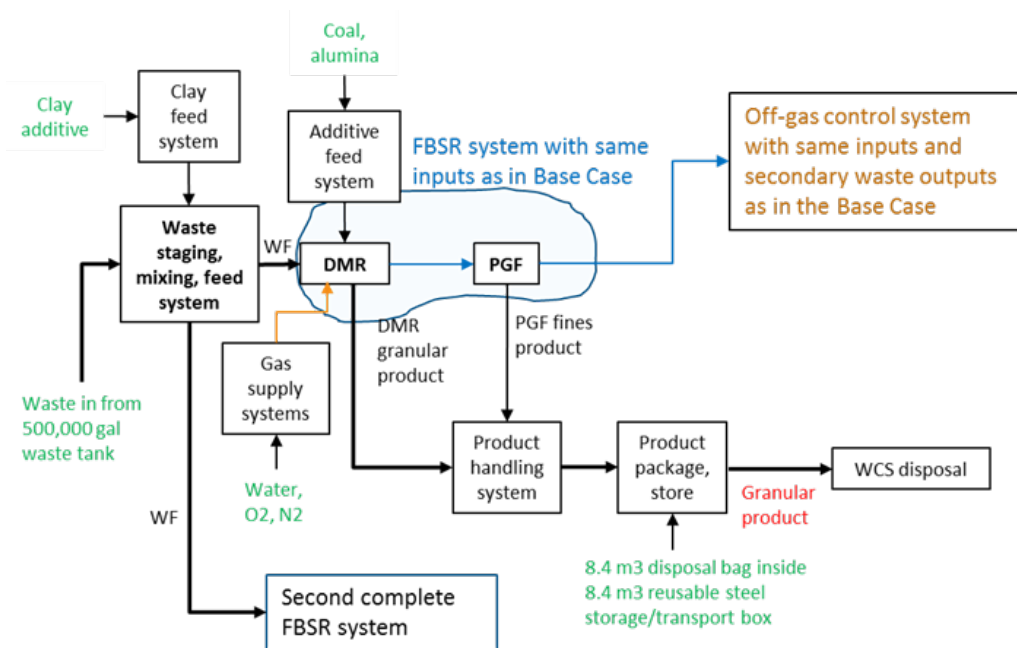 Coal,
alumina
Clay
additive
Clay
feed
system
Additive
feed
system
FBSR system with same
inputs as in Base Case
Off-gas control system
with same inputs and
secondary waste outputs
as in the Base Case
Waste
staging,
mixing, feed
system
WF
DMR
PGF
DMR
granular
product
PGF fines
product
Gas
supply
systems
Waste in from
500,000 gal
waste tank
Water,
O2, N2
Product
handling
system
Product
package,
store
Granular
product
WCS disposal
WF
8.4 m3 disposal bag inside
8.4 m3 reusable steel
storage/transport box
Second complete
FBSR system